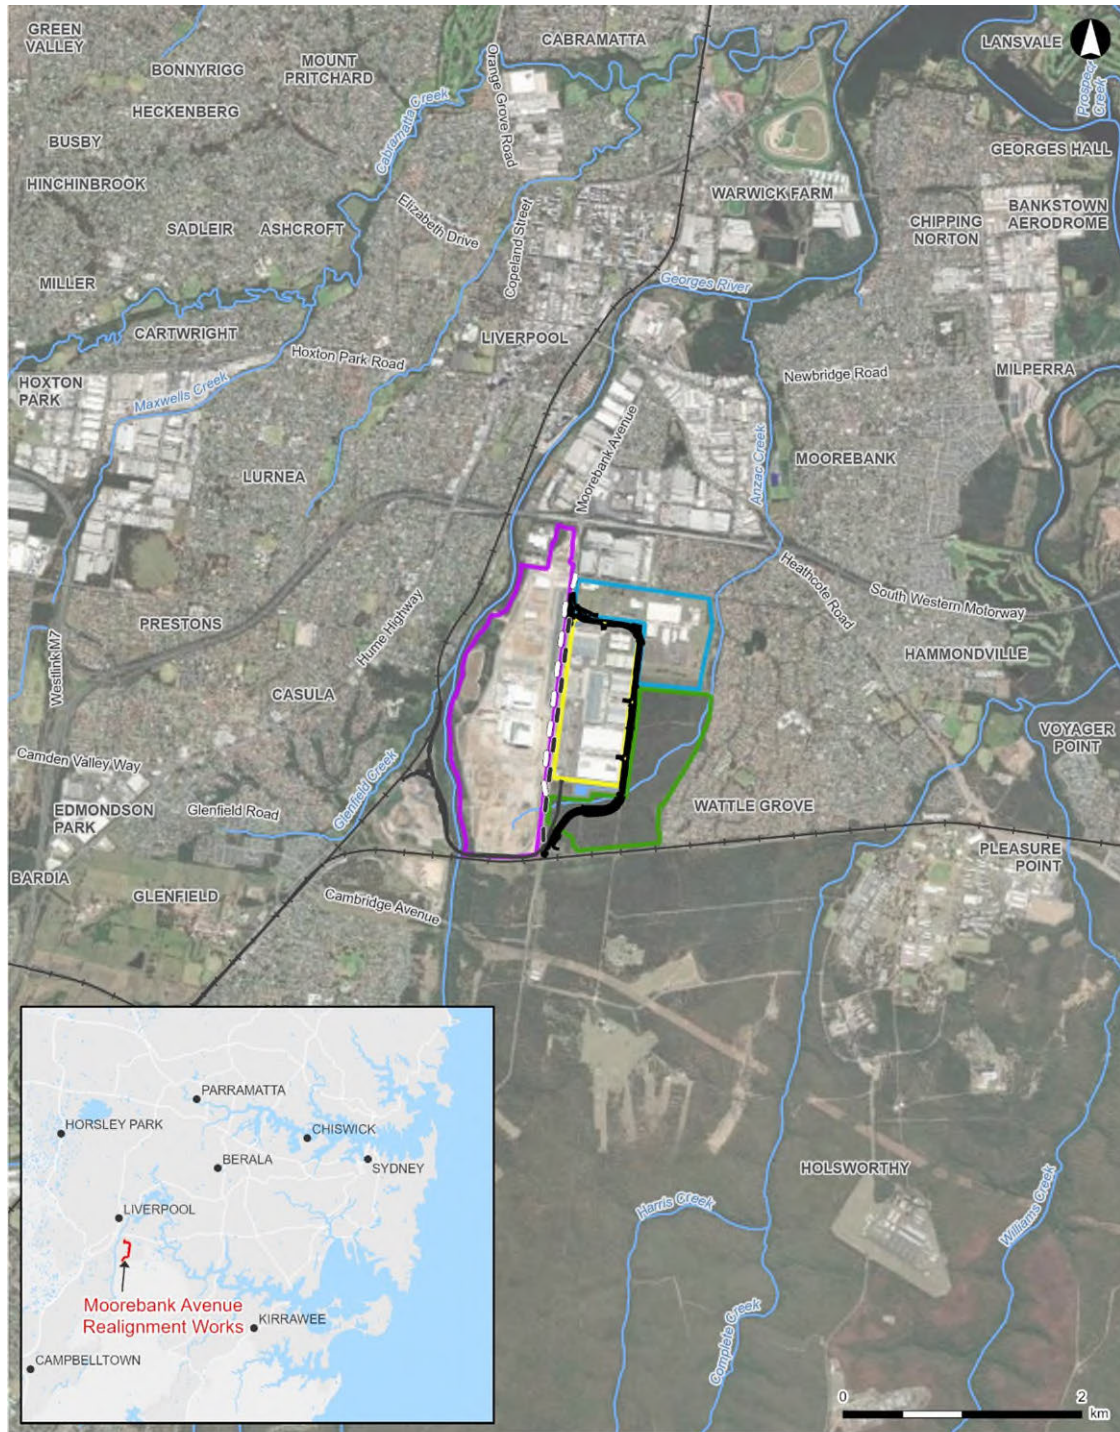 GREEN
VALLEY
CABRAMATTA
LANSVALE
BONNYRIGG
MOUNT
PRITCHARD
Orange Grove Road
Prospect
Creek
HECKENBERG
Cabramatta Creek
BUSBY
GEORGES HALL
HINCHINBROOK
WARWICK FARM
BANKSTOWN
AERODROME
SADLEIR
ASHCROFT
Elizabeth Drive
Copeland Street
CHIPPING
NORTON
MILLER
Georges River
CARTWRIGHT
LIVERPOOL
Hoxton Park Road
HOXTON
PARK
Maxwells Creek
Newbridge Road
MILPERRA
Moorebank Avenue
Anzac Creek
MOOREBANK
LURNEA
Heathcote Road
South Western Motorway
PRESTONS
Hume Highway
HAMMONDVILLE
Westlink M7
CASULA
VOYAGER
POINT
Camden Valley Way
Glenfield Creek
EDMONDSON
PARK
Glenfield Road
WATTLE GROVE
PLEASURE
POINT
BARDIA
GLENFIELD
Cambridge Avenue
HOLSWORTHY
Harris Creek
Williams Creek
Complete Creek
PARRAMATTA
HORSLEY PARK
CHISWICK
BERALA
SYDNEY
LIVERPOOL
Moorebank Avenue
Realignment Works
KIRRAWEE
CAMPBELLTOWN
0
2
km